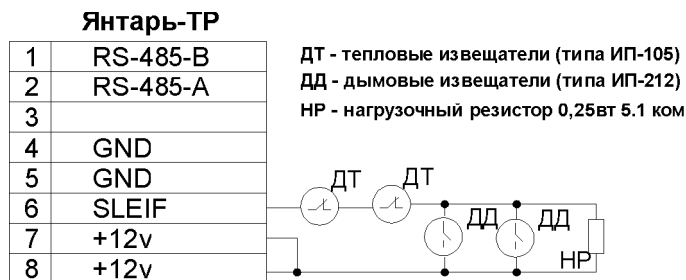 Янтарь-ТР
1 RS-485-B
2 RS-485-A
3
4 GND
5 GND
6 SLEIF
7 +12v
8 +12v
ДТ - тепловые извещатели (типа ИП-105)
ДД - дымовые извещатели (типа ИП-212)
НР - нагрузочный резистор 0,25вт 5.1 ком
ДТ ДТ
ДД ДД
НР